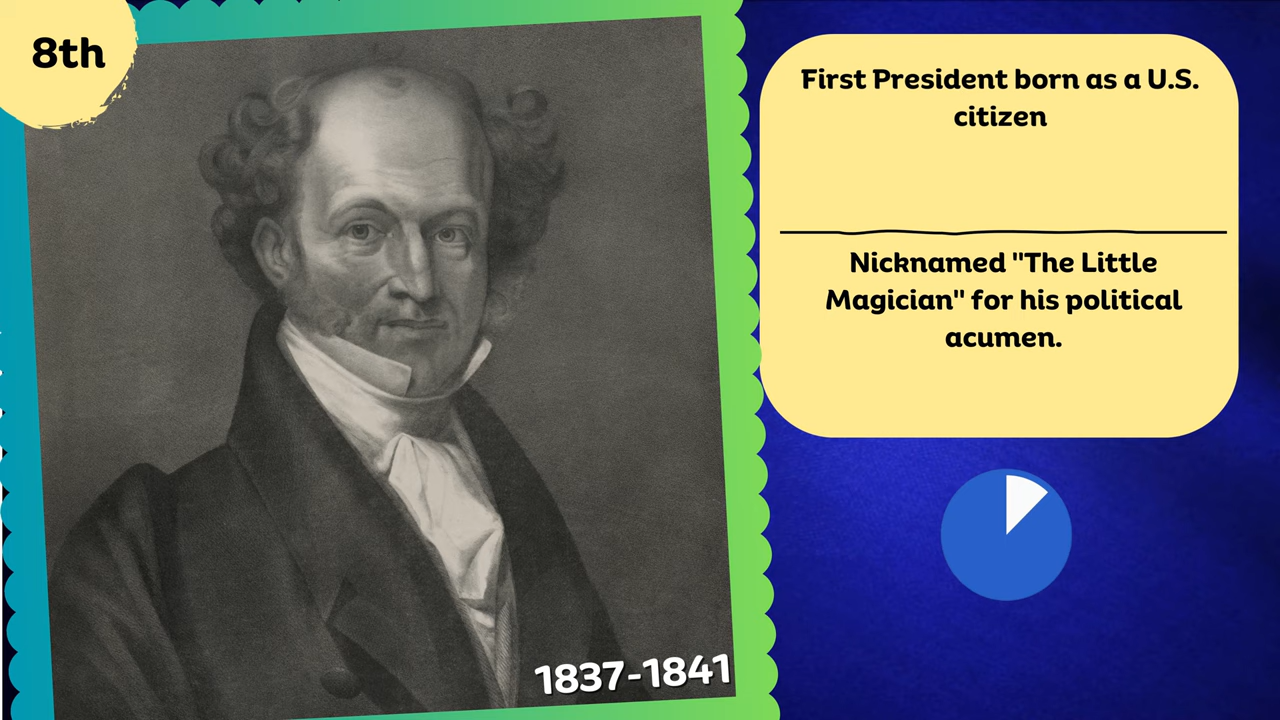 8th
First President born as a U.S.
citizen
Nicknamed "The Little
Magician" for his political
acumen.
1837-1841